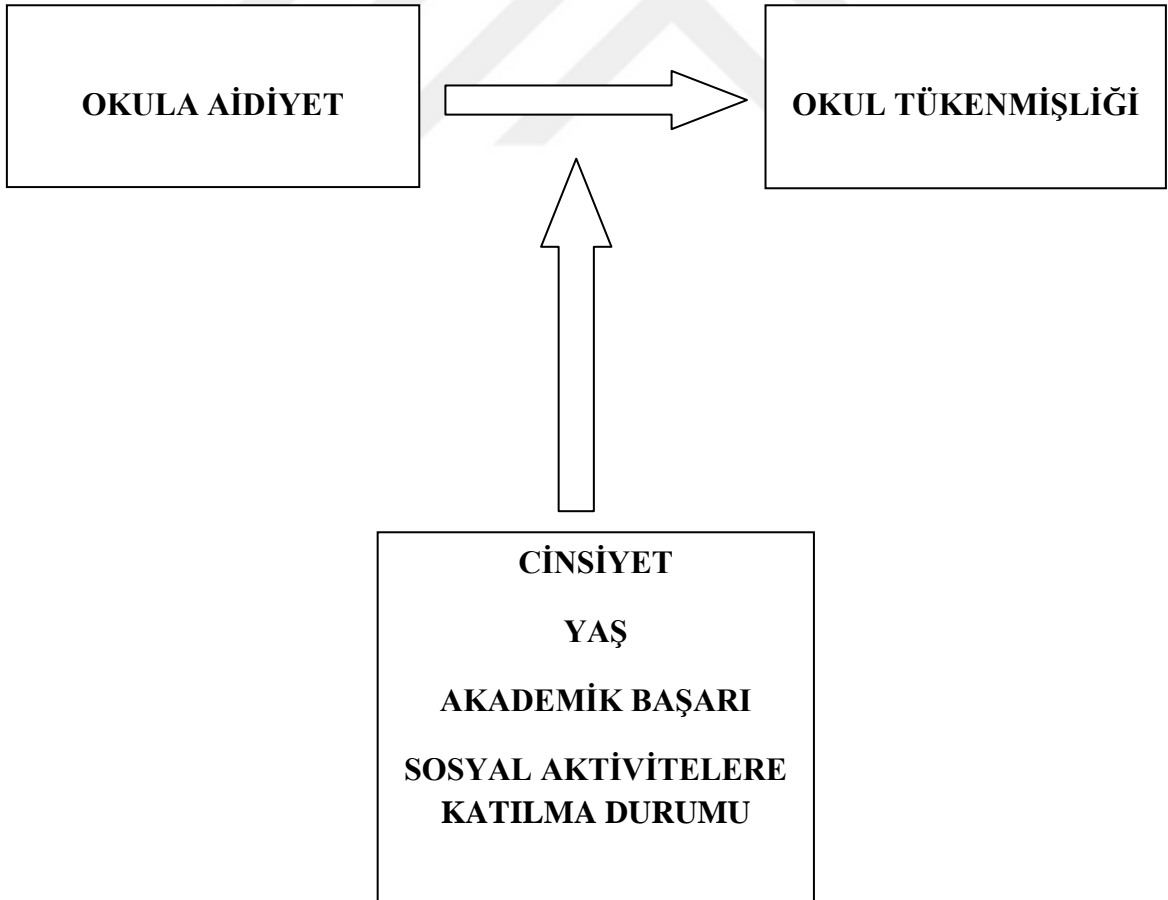 OKULA AİDİYET
OKUL TÜKENMİŞLİĞİ
CİNSİYET
YAŞ
AKADEMİK BAŞARI
SOSYAL AKTİVİTELERE
KATILMA DURUMU